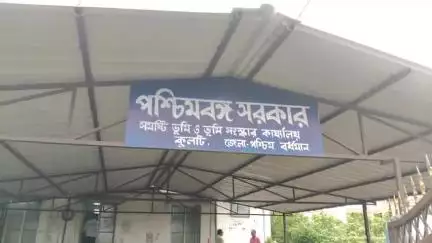 পশ্চিমবঙ্গ সরকার
সমষ্টি ভূমি ও ভূমি সংস্কার কার্যালয়
কুলটি, জেলা-পশ্চিম বর্ধমান